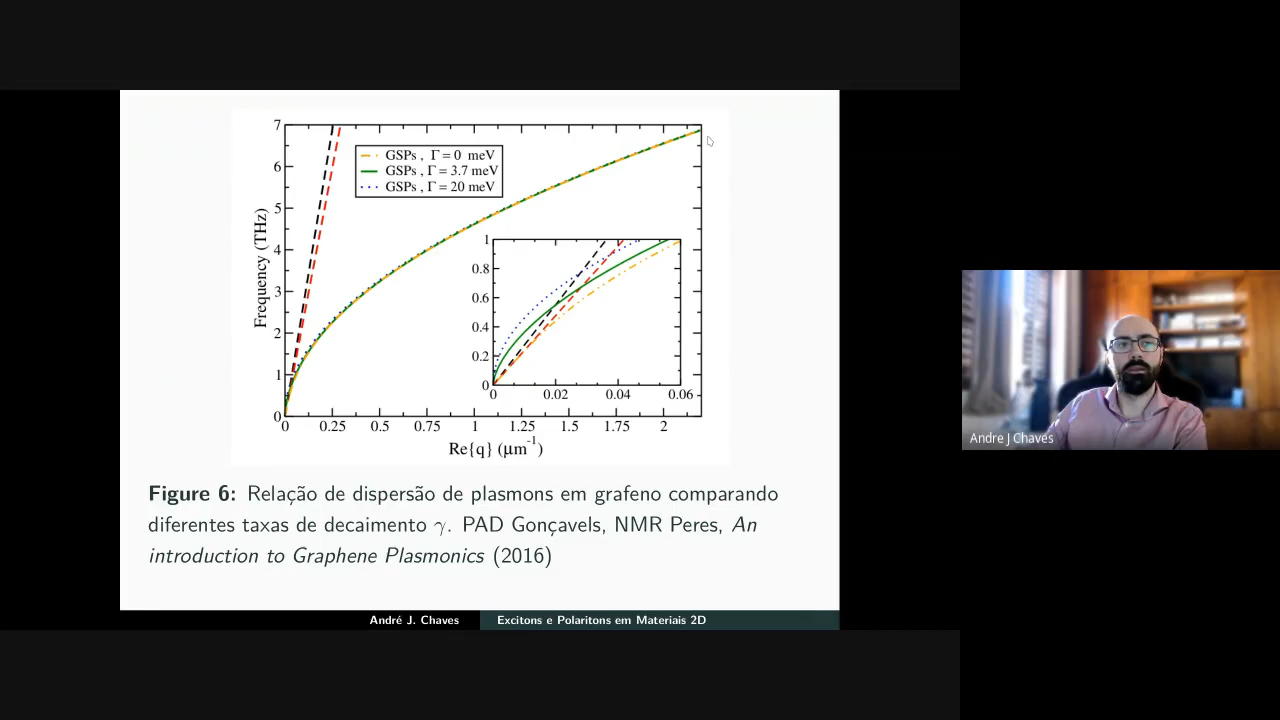 7
6
5
4
3
2
1
0
Frequency (THz)
GSPs , Γ = 0 meV
GSPs , Γ = 3.7 meV
GSPs , Γ = 20 meV
1
0.8
0.6
0.4
0.2
0
0 0.02 0.04 0.06
0 0.25 0.5 0.75 1 1.25 1.5 1.75 2
Re{q} (μm⁻¹)
Figure 6: Relação de dispersão de plasmons em grafeno comparando
diferentes taxas de decaimento γ. PAD Gonçavels, NMR Peres, An
introduction to Graphene Plasmonics (2016)
André J. Chaves Excitons e Polaritons em Materiais 2D
Andre J Chaves